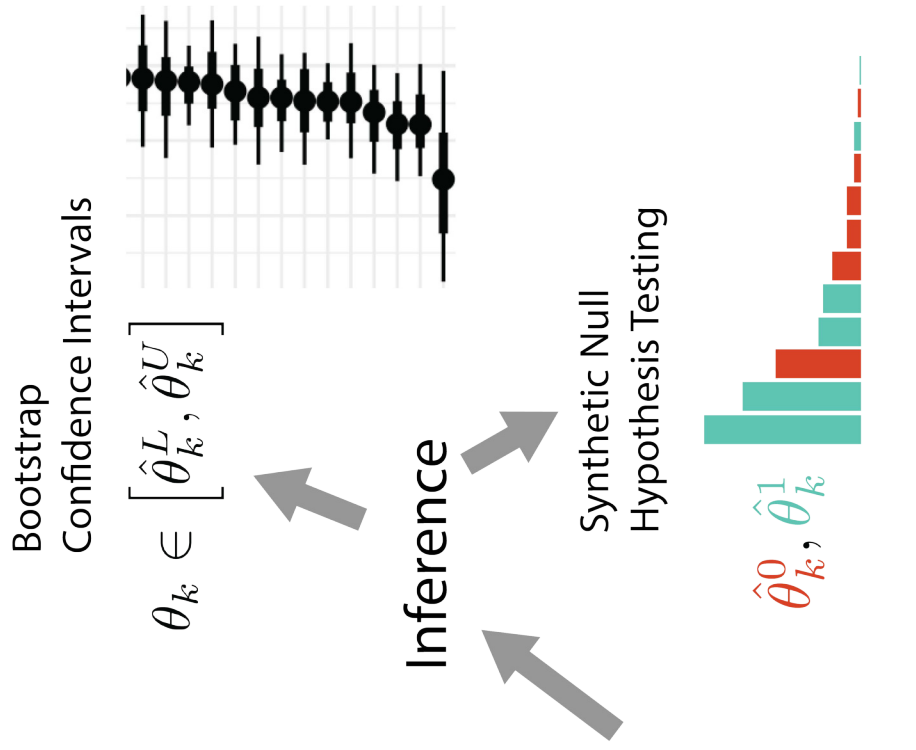 Bootstrap
Confidence Intervals
θ_k ∈ [θ̂_k^L, θ̂_k^U]
Inference
Synthetic Null
Hypothesis Testing
θ̂_k^0, θ̂_k^1